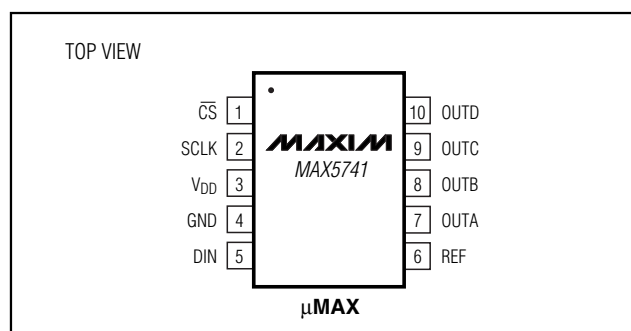 TOP VIEW
C̅S̅ 1
SCLK 2
VDD 3
GND 4
DIN 5
MAXIM
MAX5741
10 OUTD
9 OUTC
8 OUTB
7 OUTA
6 REF
μMAX